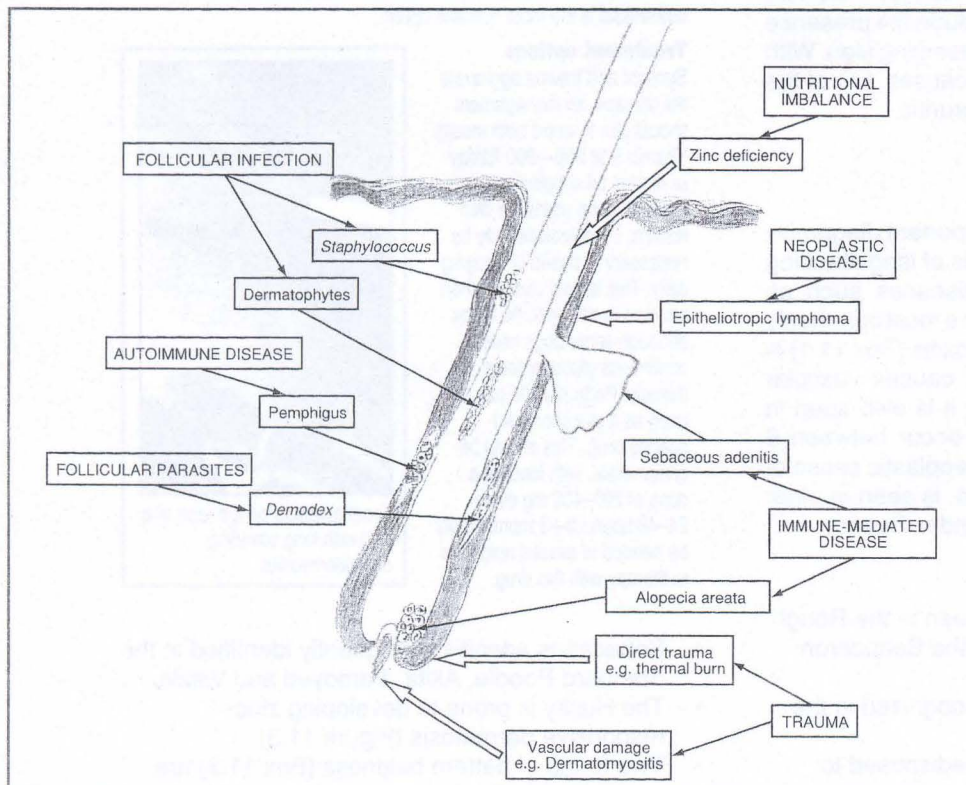 NUTRITIONAL
IMBALANCE
Zinc deficiency
FOLLICULAR INFECTION
Staphylococcus
NEOPLASTIC
DISEASE
Dermatophytes
Epitheliotropic lymphoma
AUTOIMMUNE DISEASE
Pemphigus
Sebaceous adenitis
FOLLICULAR PARASITES
Demodex
IMMUNE-MEDIATED
DISEASE
Alopecia areata
Direct trauma
e.g. thermal burn
TRAUMA
Vascular damage
e.g. Dermatomyositis